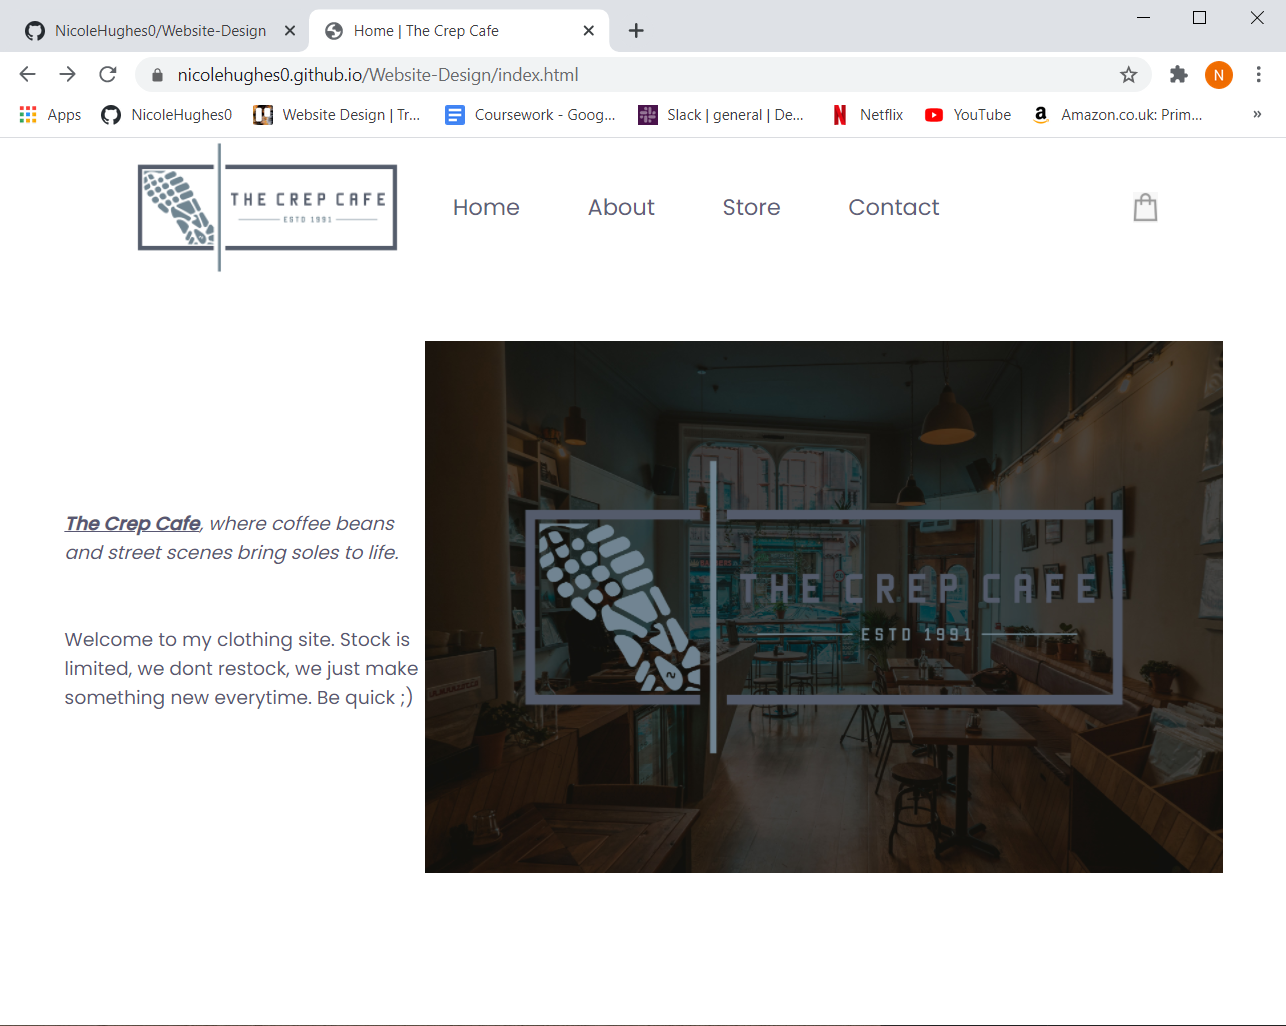 NicoleHughes0/Website-Design
Home | The Crep Cafe
nicolehughes0.github.io/Website-Design/index.html
N
Apps
NicoleHughes0
Website Design | Tr...
Coursework - Goog...
Slack | general | De...
Netflix
YouTube
Amazon.co.uk: Prim...
»
THE CREP CAFE
ESTD 1991
Home
About
Store
Contact
The Crep Cafe, where coffee beans
and street scenes bring soles to life.
Welcome to my clothing site. Stock is
limited, we dont restock, we just make
something new everytime. Be quick ;)
THE CREP CAFE
ESTD 1991